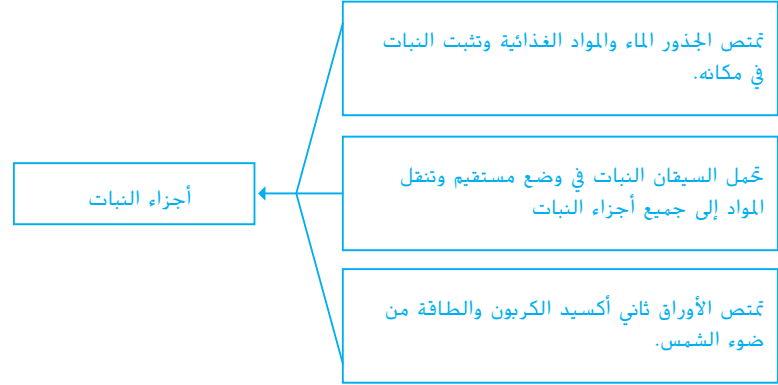 تمتص الجذور الماء والمواد الغذائية وتثبت النبات
في مكانه.
تحمل السيقان النبات في وضع مستقيم وتنقل
المواد إلى جميع أجزاء النبات
أجزاء النبات
تمتص الأوراق ثاني أكسيد الكربون والطاقة من
ضوء الشمس.